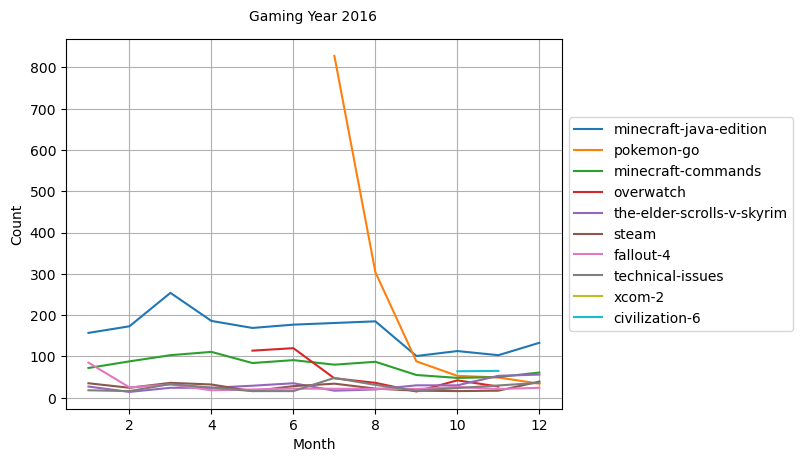 Gaming Year 2016
Count
800
700
600
500
400
300
200
100
0
2
4
6
8
10
12
Month
minecraft-java-edition
pokemon-go
minecraft-commands
overwatch
the-elder-scrolls-v-skyrim
steam
fallout-4
technical-issues
xcom-2
civilization-6